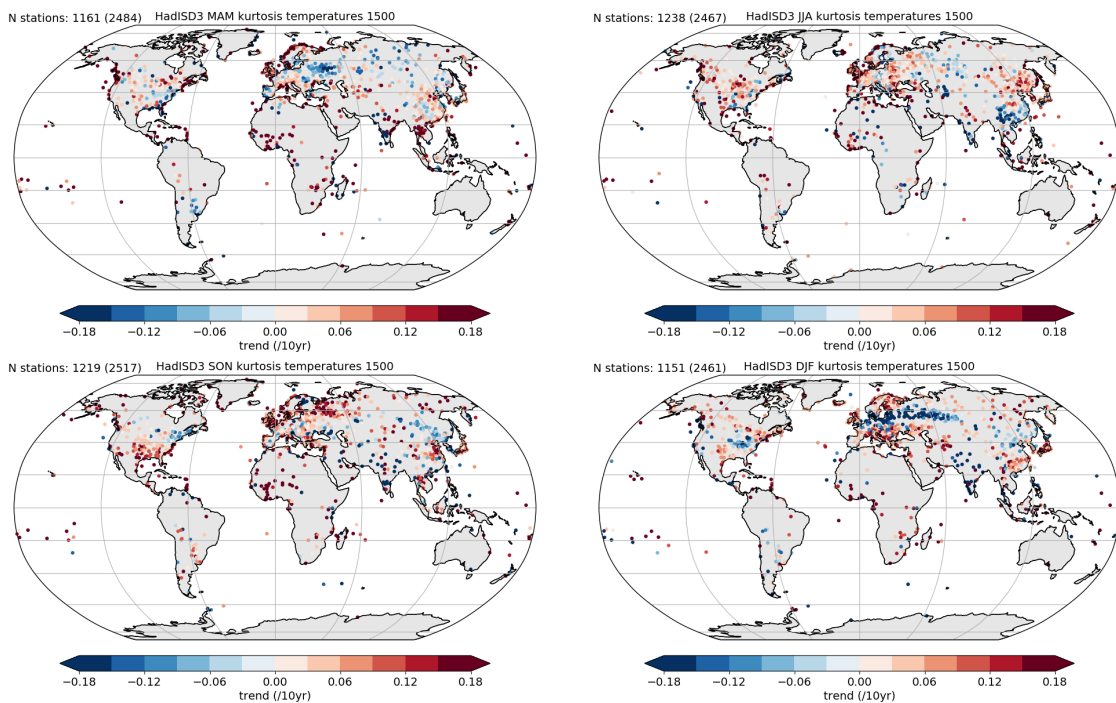 N stations: 1161 (2484) HadISD3 MAM kurtosis temperatures 1500
−0.18 −0.12 −0.06 0.00 0.06 0.12 0.18
trend (/10yr)
N stations: 1238 (2467) HadISD3 JJA kurtosis temperatures 1500
−0.18 −0.12 −0.06 0.00 0.06 0.12 0.18
trend (/10yr)
N stations: 1219 (2517) HadISD3 SON kurtosis temperatures 1500
−0.18 −0.12 −0.06 0.00 0.06 0.12 0.18
trend (/10yr)
N stations: 1151 (2461) HadISD3 DJF kurtosis temperatures 1500
−0.18 −0.12 −0.06 0.00 0.06 0.12 0.18
trend (/10yr)